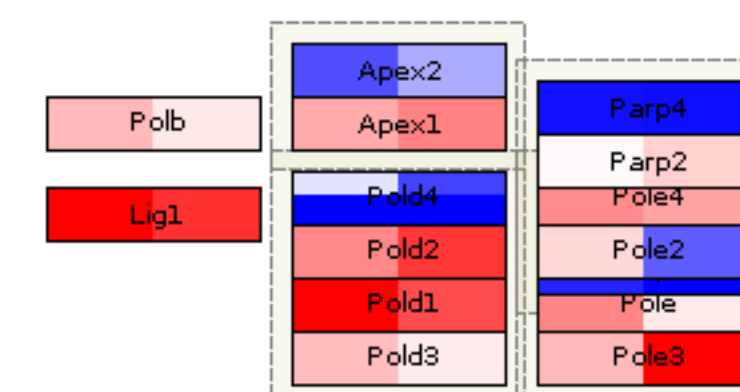 Polb
Lig1
Apex2
Apex1
Pold4
Pold2
Pold1
Pold3
Parp4
Parp2
Pole4
Pole2
Pole
Pole3